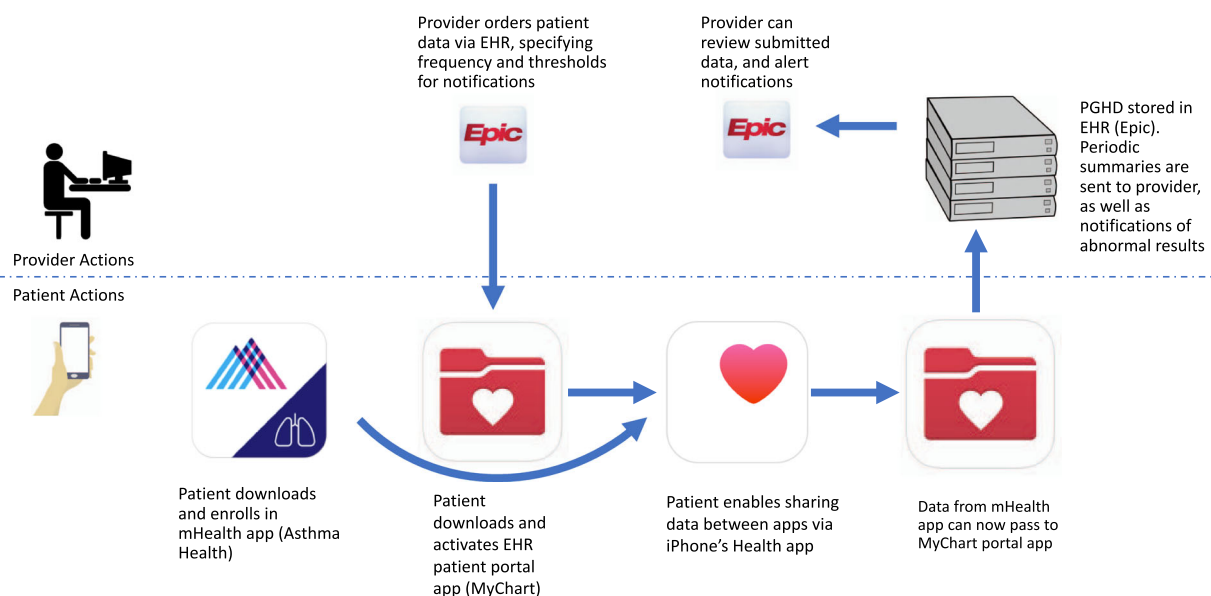 Provider orders patient
data via EHR, specifying
frequency and thresholds
for notifications
Epic
Provider can
review submitted
data, and alert
notifications
Epic
PGHD stored in
EHR (Epic).
Periodic
summaries are
sent to provider,
as well as
notifications of
abnormal results
Provider Actions
Patient Actions
Patient downloads
and enrolls in
mHealth app (Asthma
Health)
Patient
downloads and
activates EHR
patient portal
app (MyChart)
Patient enables sharing
data between apps via
iPhone's Health app
Data from mHealth
app can now pass to
MyChart portal app